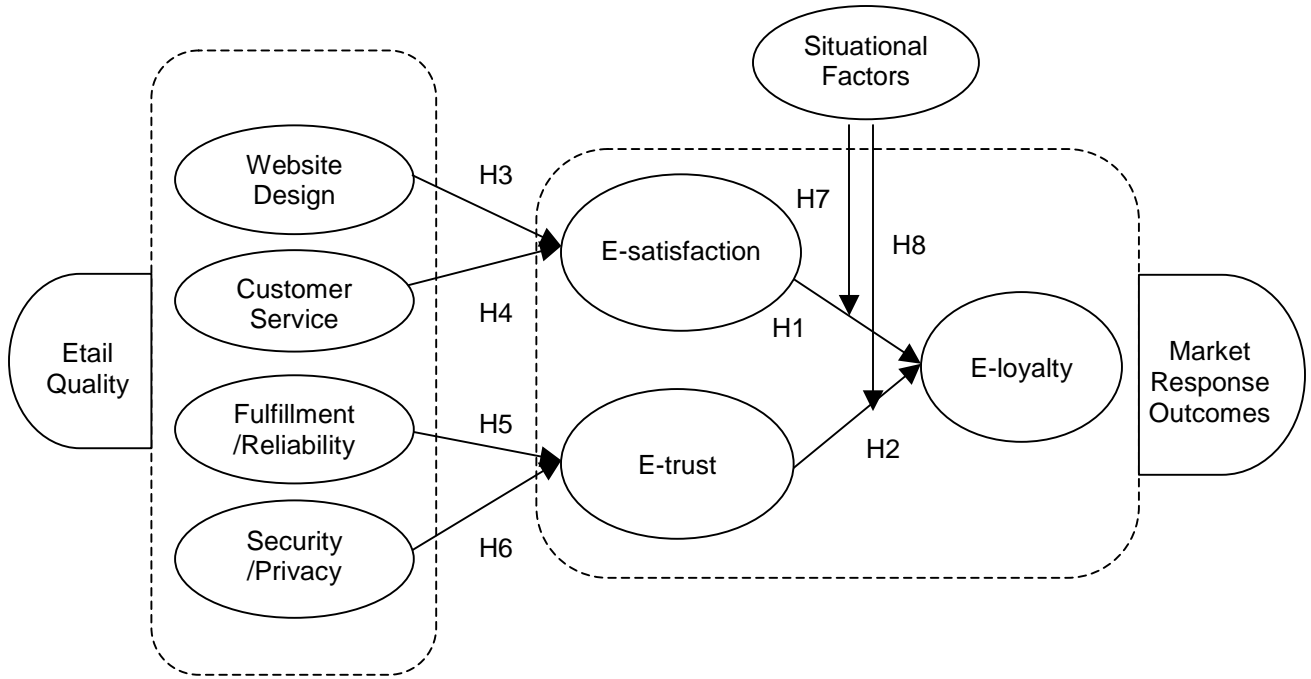 Situational
Factors
Website
Design
H3
H7
E-satisfaction
H8
Customer
Service
H4
H1
Etail
Quality
E-loyalty
Market
Response
Outcomes
Fulfillment
/Reliability
H5
E-trust
H2
Security
/Privacy
H6